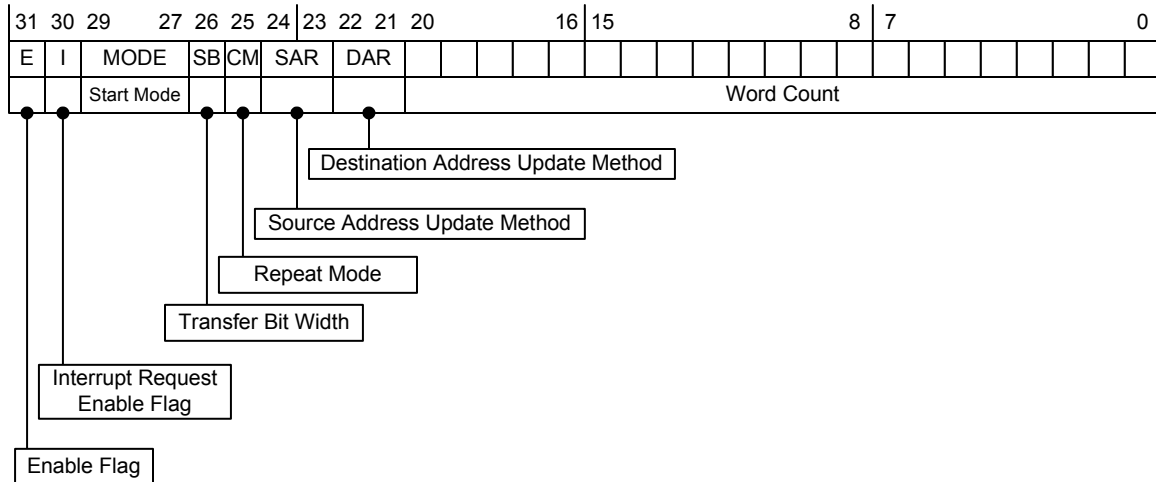 31 30 29 27 26 25 24 23 22 21 20 16 15 8 7 0
E I MODE SB CM SAR DAR
Start Mode Word Count
Destination Address Update Method
Source Address Update Method
Repeat Mode
Transfer Bit Width
Interrupt Request
Enable Flag
Enable Flag